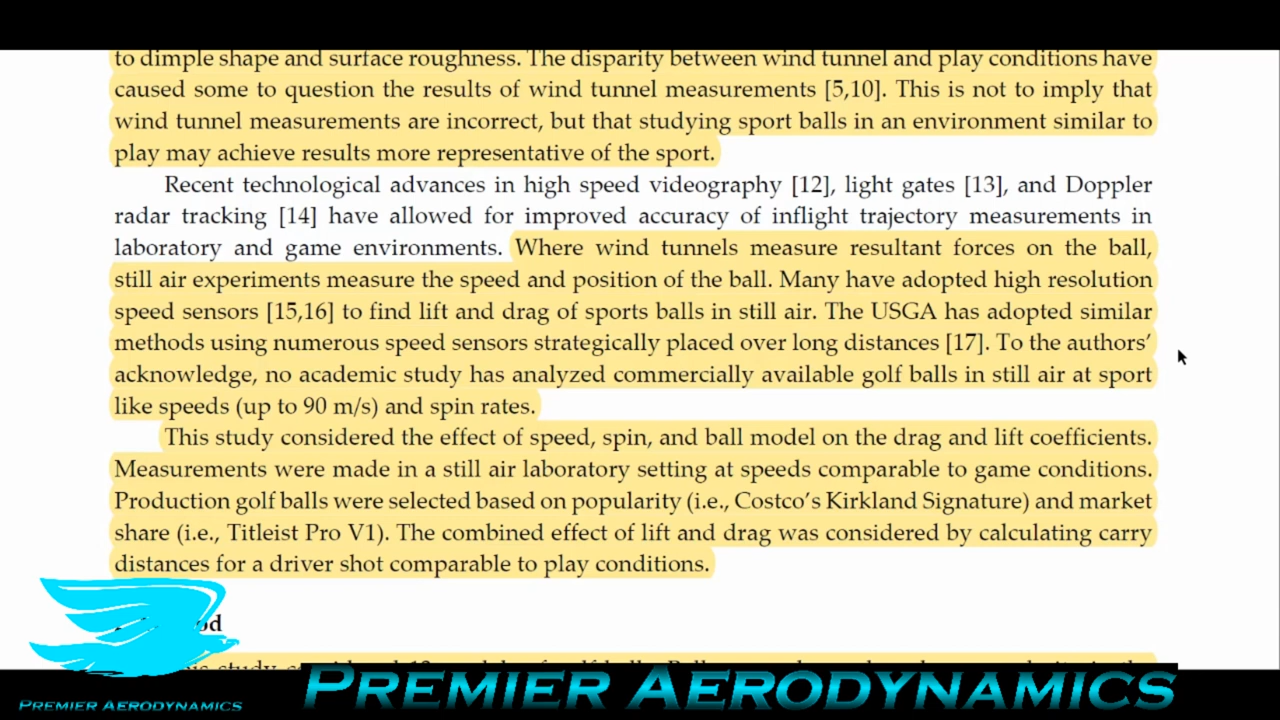 to dimple shape and surface roughness. The disparity between wind tunnel and play conditions have
caused some to question the results of wind tunnel measurements [5,10]. This is not to imply that
wind tunnel measurements are incorrect, but that studying sport balls in an environment similar to
play may achieve results more representative of the sport.
Recent technological advances in high speed videography [12], light gates [13], and Doppler
radar tracking [14] have allowed for improved accuracy of inflight trajectory measurements in
laboratory and game environments. Where wind tunnels measure resultant forces on the ball,
still air experiments measure the speed and position of the ball. Many have adopted high resolution
speed sensors [15,16] to find lift and drag of sports balls in still air. The USGA has adopted similar
methods using numerous speed sensors strategically placed over long distances [17]. To the authors’
acknowledge, no academic study has analyzed commercially available golf balls in still air at sport
like speeds (up to 90 m/s) and spin rates.
This study considered the effect of speed, spin, and ball model on the drag and lift coefficients.
Measurements were made in a still air laboratory setting at speeds comparable to game conditions.
Production golf balls were selected based on popularity (i.e., Costco’s Kirkland Signature) and market
share (i.e., Titleist Pro V1). The combined effect of lift and drag was considered by calculating carry
distances for a driver shot comparable to play conditions.
PREMIER AERODYNAMICS
PREMIER AERODYNAMICS